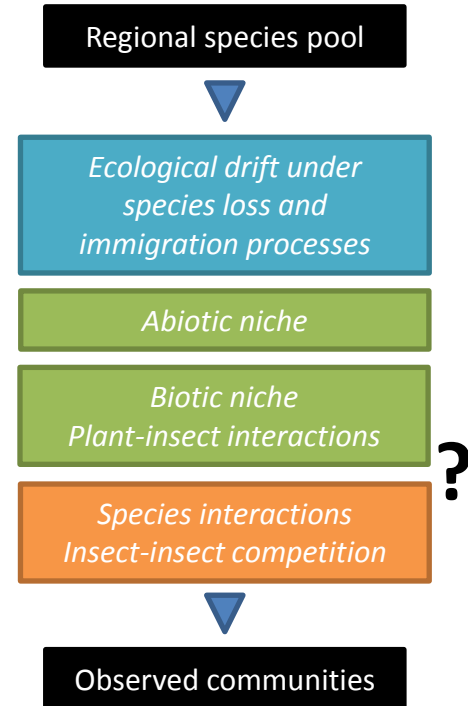 Regional species pool
Ecological drift under
species loss and
immigration processes
Abiotic niche
Biotic niche
Plant-insect interactions
?
Species interactions
Insect-insect competition
Observed communities